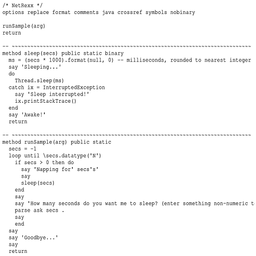 /* NetRexx */
options replace format comments java crossref symbols nobinary

runSample(arg)
return

-- ~~~~~~~~~~~~~~~~~~~~~~~~~~~~~~~~~~~~~~~~~~~~~~~~~~~~~~~~~~~~~~~~~~~~~~~~~~~~~
method sleep(secs) public static binary
  ms = (secs * 1000).format(null, 0) -- milliseconds, rounded to nearest integer
  say 'Sleeping...'
  do
    Thread.sleep(ms)
  catch ix = InterruptedException
    say 'Sleep interrupted!'
    ix.printStackTrace()
  end
  say 'Awake!'
  return

-- ~~~~~~~~~~~~~~~~~~~~~~~~~~~~~~~~~~~~~~~~~~~~~~~~~~~~~~~~~~~~~~~~~~~~~~~~~~~~~
method runSample(arg) public static
  secs = -1
  loop until \secs.datatype('N')
    if secs > 0 then do
      say 'Napping for' secs's'
      say
      sleep(secs)
    end
    say
    say 'How many seconds do you want me to sleep? (enter something non-numeric t
    parse ask secs .
    say
    end
  say
  say 'Goodbye...'
  say
  return